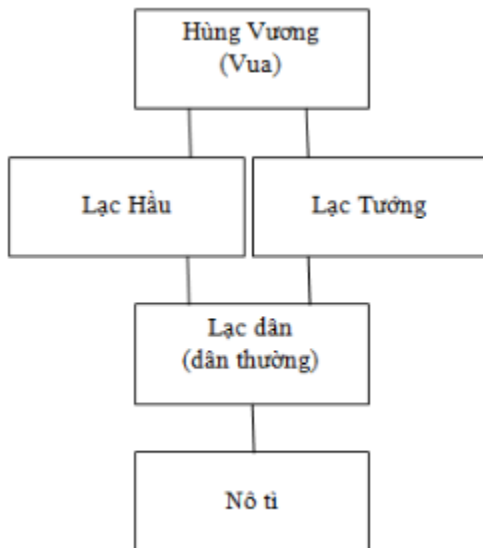 Hùng Vương
(Vua)
Lạc Hầu
Lạc Tướng
Lạc dân
(dân thường)
Nô tì